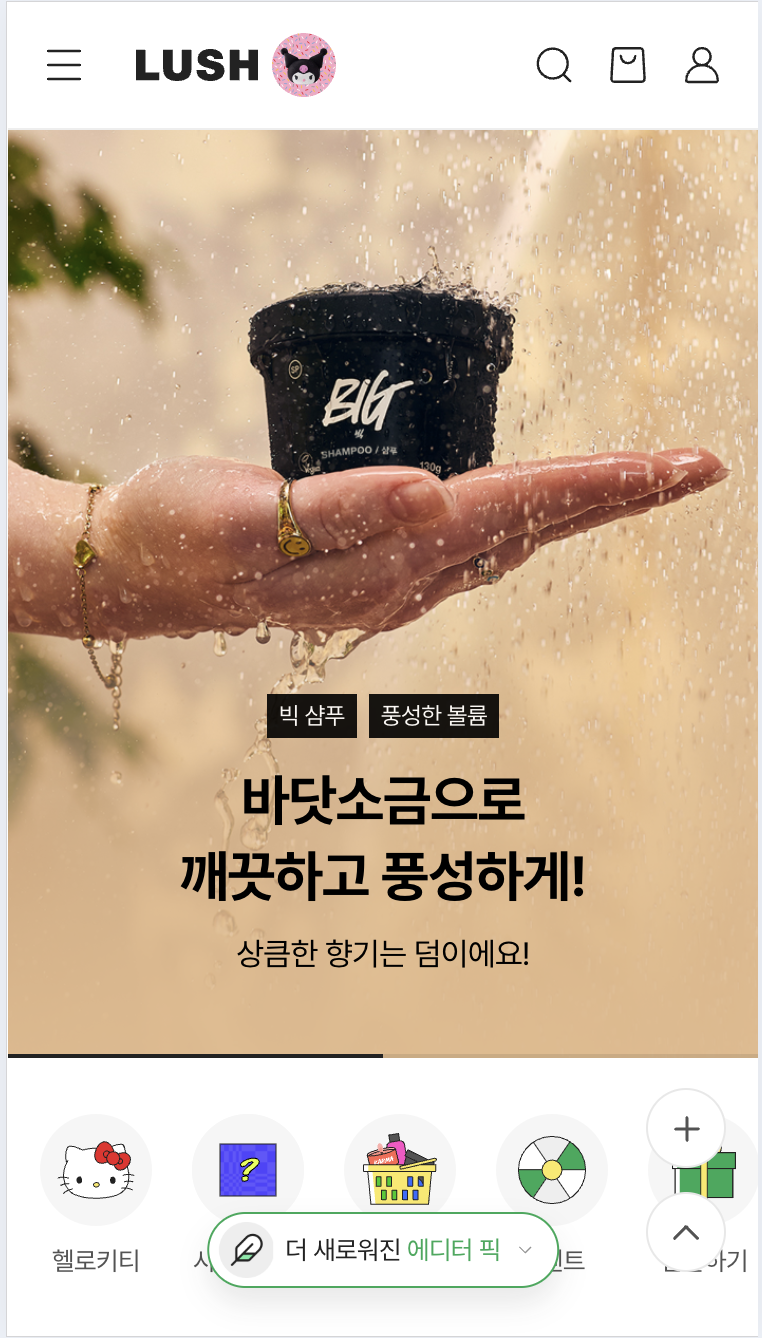 LUSH
BIG
빅
SHAMPOO / 샴푸
130g
빅 샴푸
풍성한 볼륨
바닷소금으로
깨끗하고 풍성하게!
상큼한 향기는 덤이에요!
?
헬로키티
더 새로워진 에디터 픽